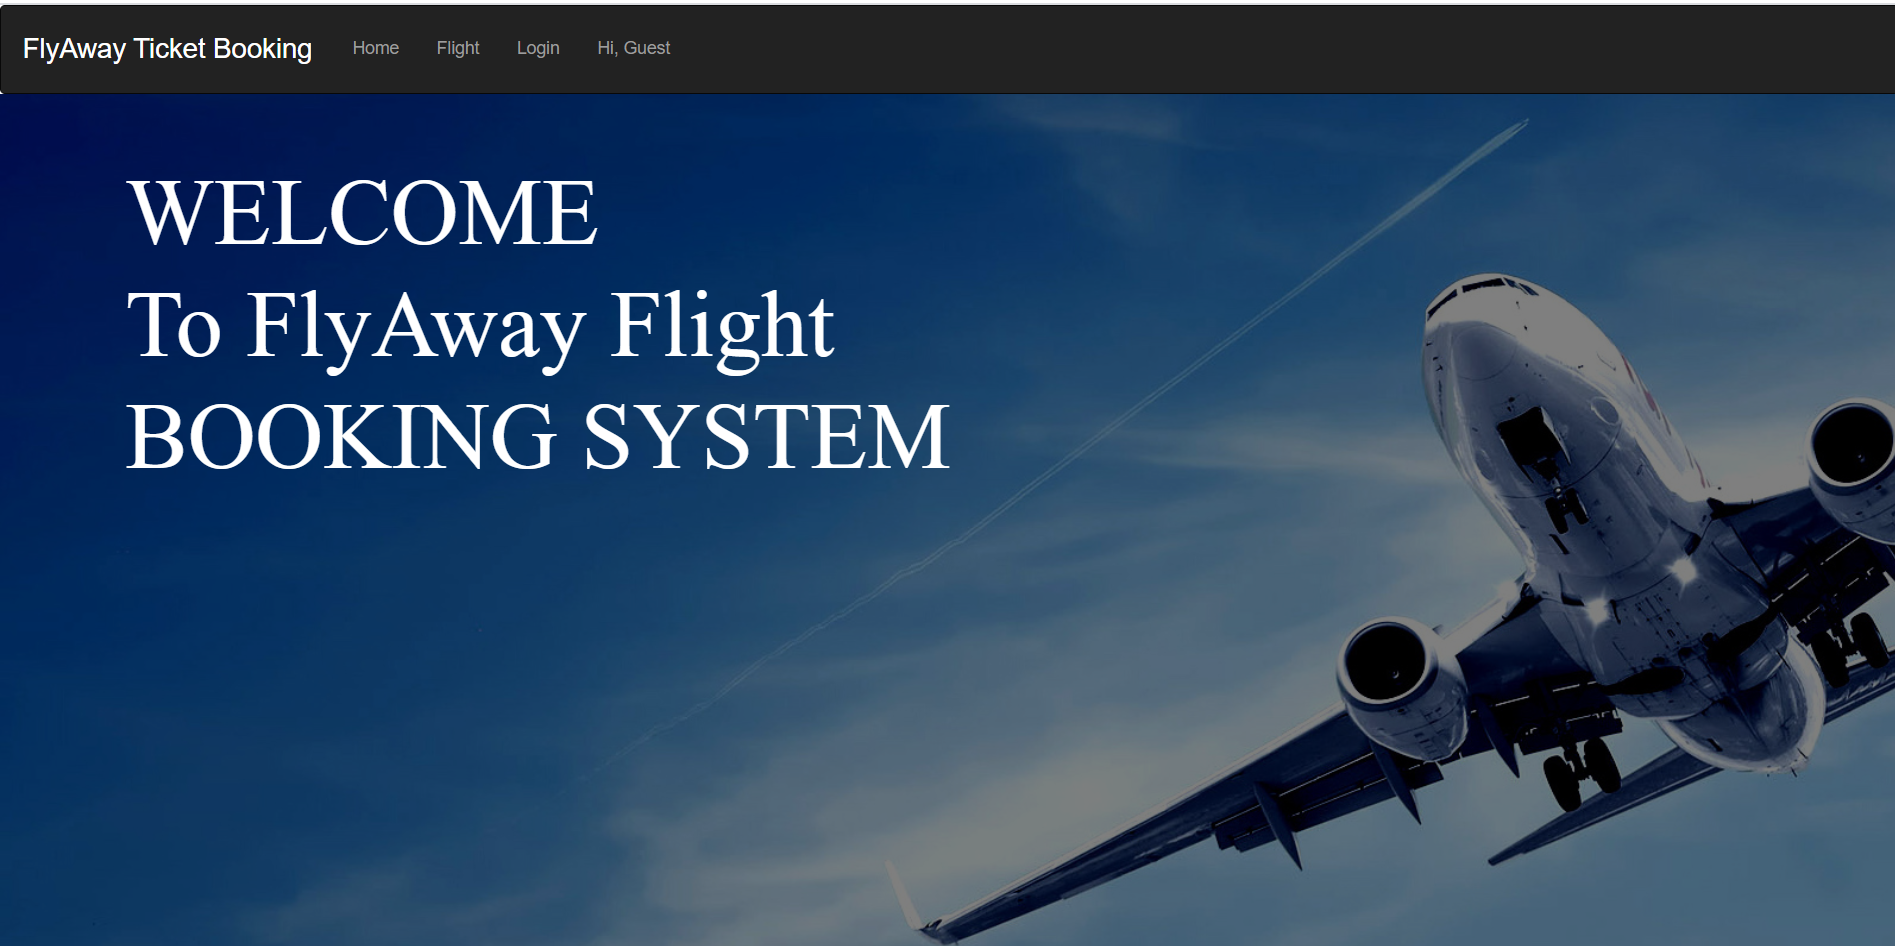 FlyAway Ticket Booking Home Flight Login Hi, Guest
WELCOME
To FlyAway Flight
BOOKING SYSTEM